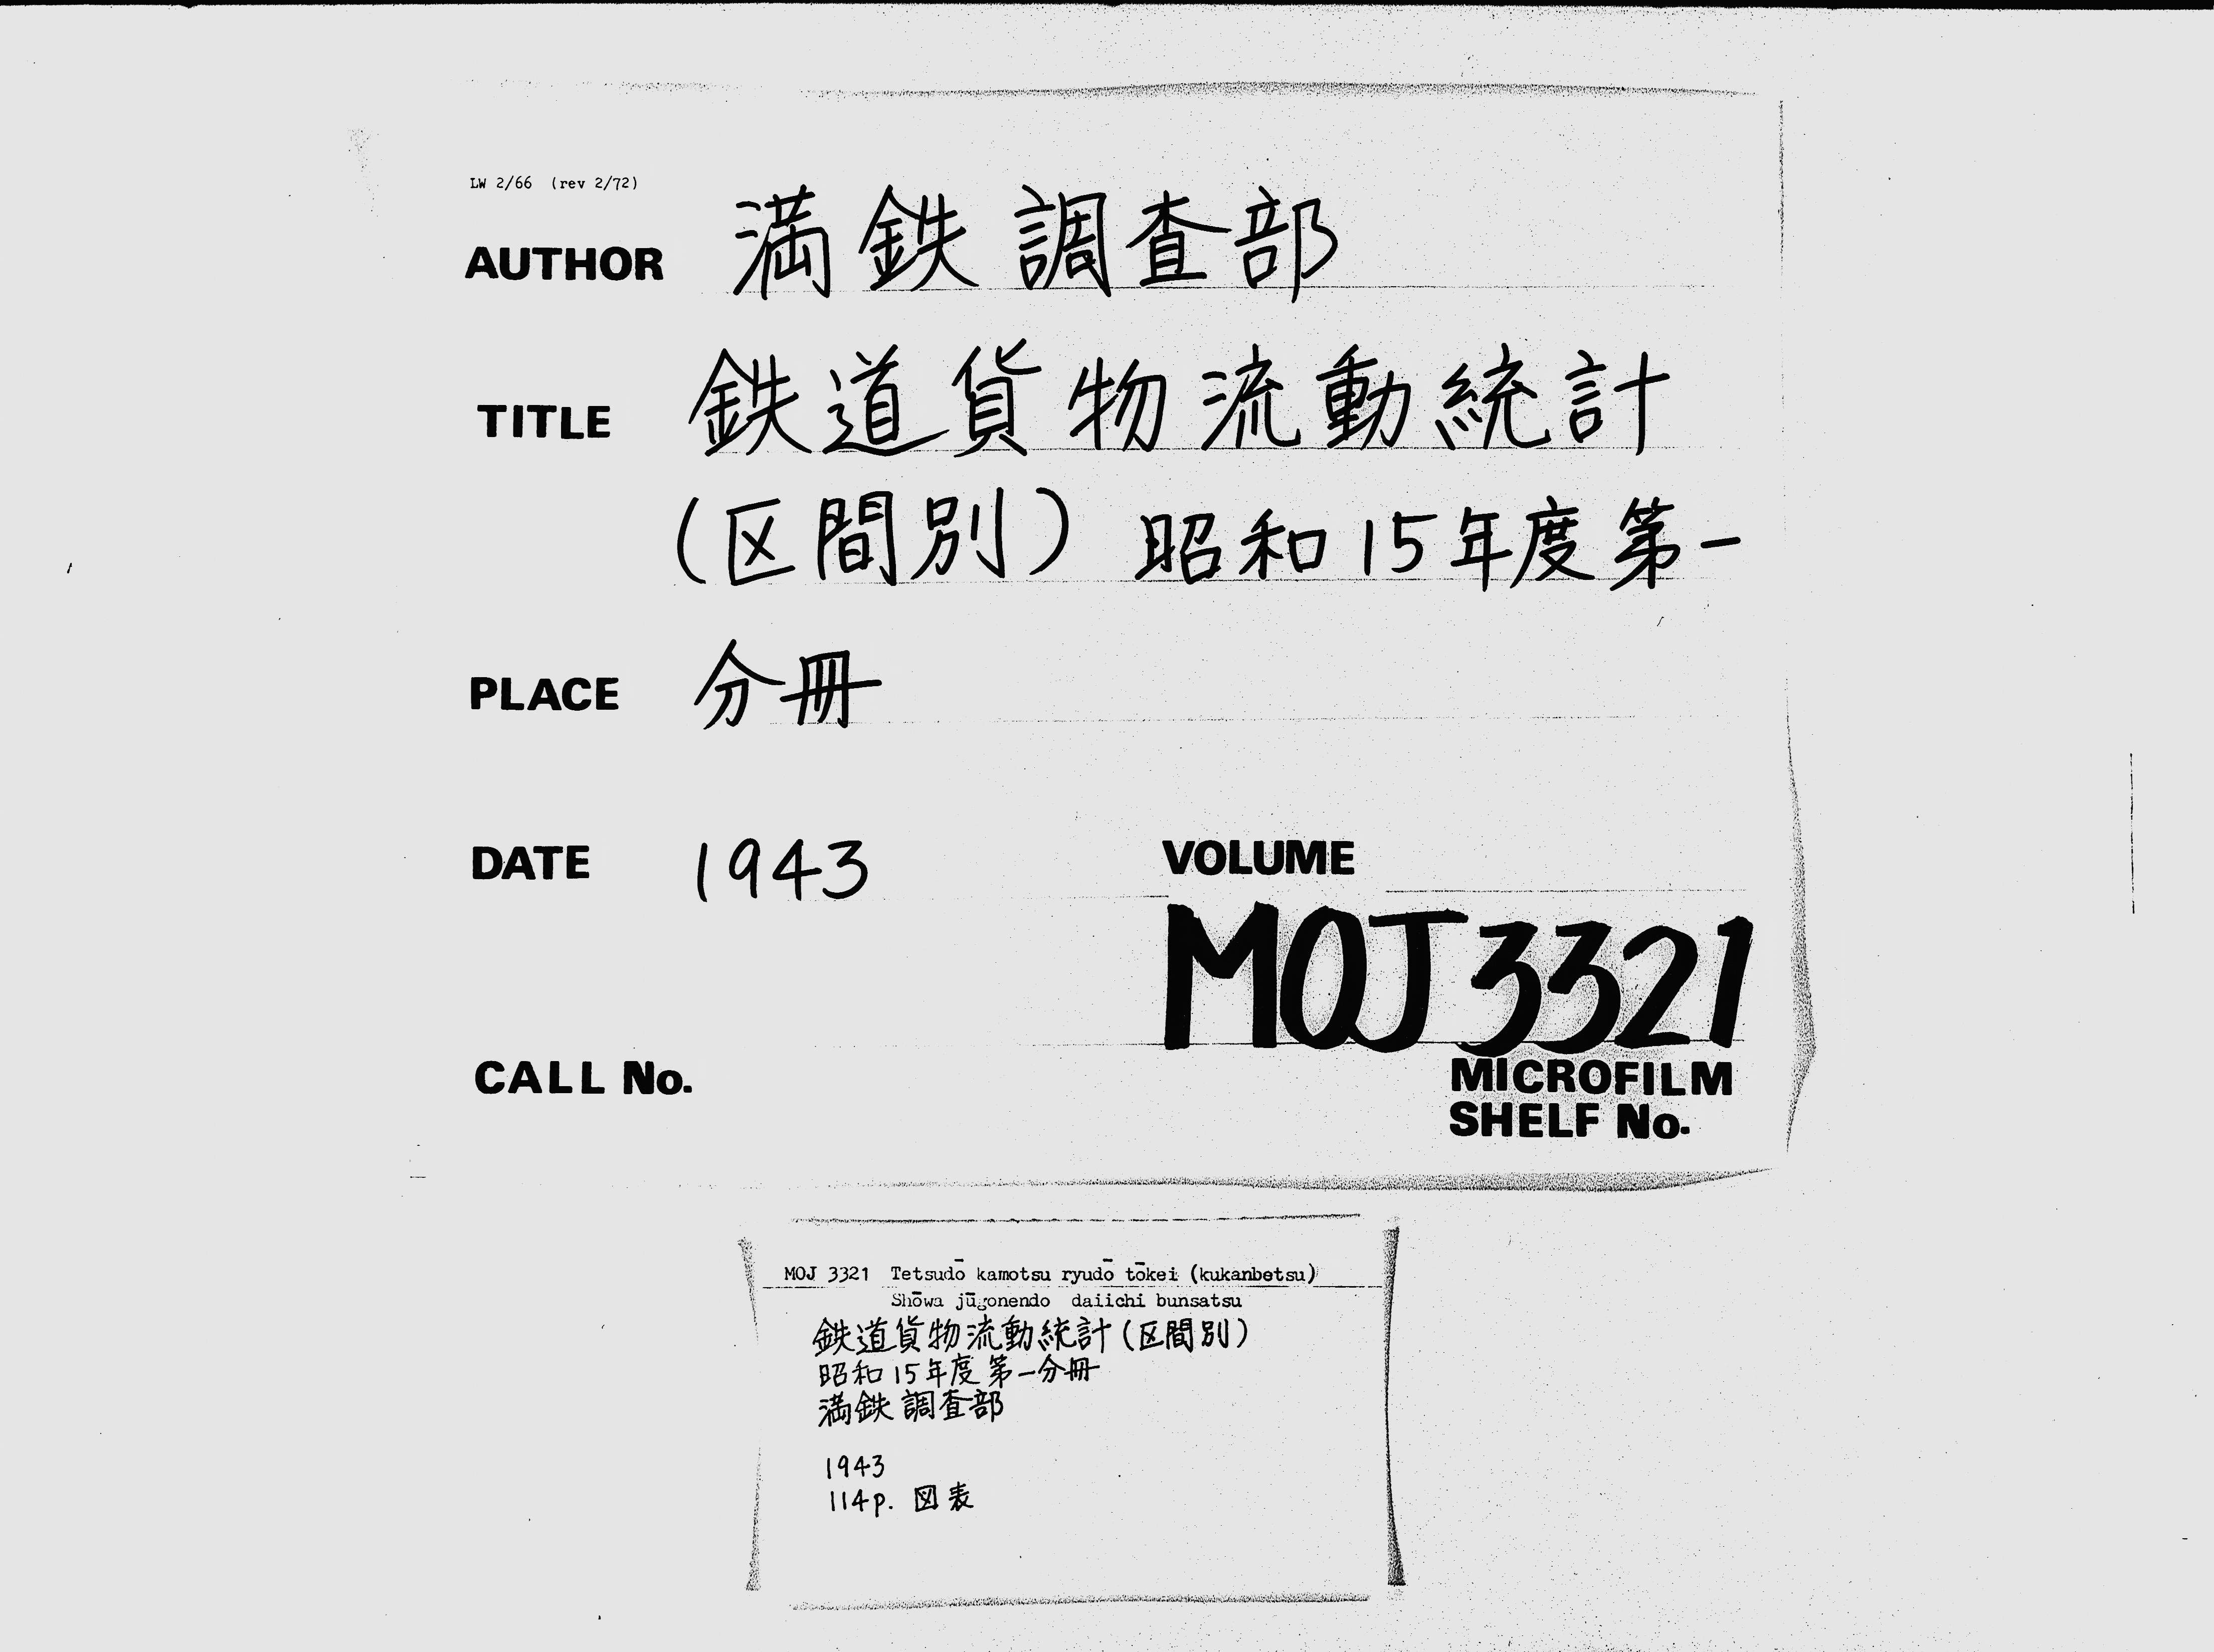 LW 2/66 (rev 2/72)
AUTHOR 満鉄調査部
TITLE 鉄道貨物流動統計
(区間別) 昭和15年度第一
PLACE 分冊
DATE 1943 VOLUME
MOJ 3321
CALL No. MICROFILM
SHELF No.
MOJ 3321 Tetsudō kamotsu ryudō tōkei (kukanbetsu)
Shōwa jūgonendo daiichi bunsatsu
鉄道貨物流動統計(区間別)
昭和15年度第一分冊
満鉄調査部
1943
114p. 図表